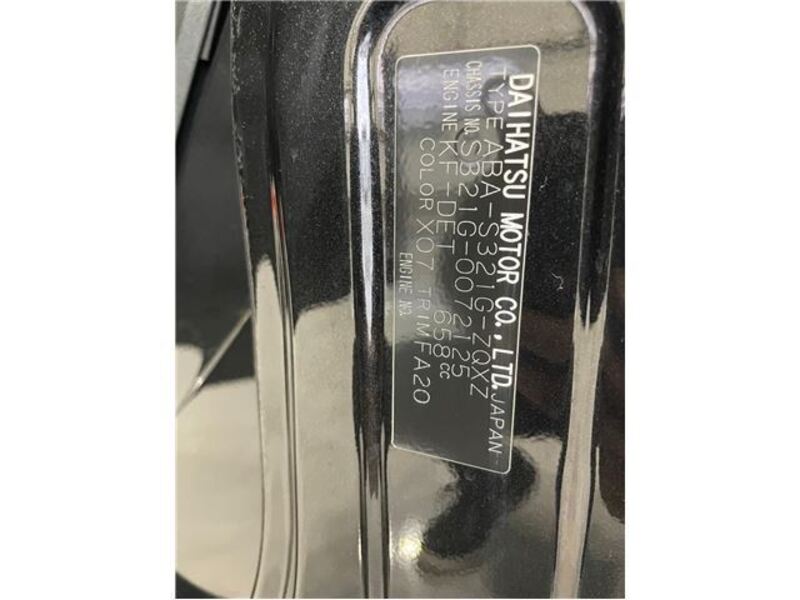 DAIHATSU MOTOR CO., LTD. JAPAN
TYPE ABA-S321G-ZQXZ
CHASSIS NO. S321G-0072125
ENGINE KF-DET 658cc
COLOR X07 TRIM FA20
ENGINE NO.